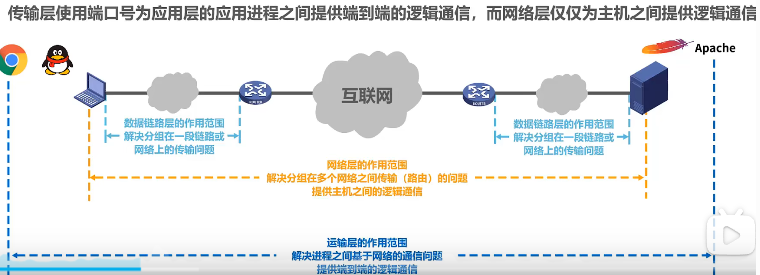 传输层使用端口号为应用层的应用进程之间提供端到端的逻辑通信，而网络层仅仅为主机之间提供逻辑通信
Apache
互联网
数据链路层的作用范围
解决分组在一段链路或
网络上的传输问题
数据链路层的作用范围
解决分组在一段链路或
网络上的传输问题
网络层的作用范围
解决分组在多个网络之间传输（路由）的问题
提供主机之间的逻辑通信
运输层的作用范围
解决进程之间基于网络的通信问题
提供端到端的逻辑通信